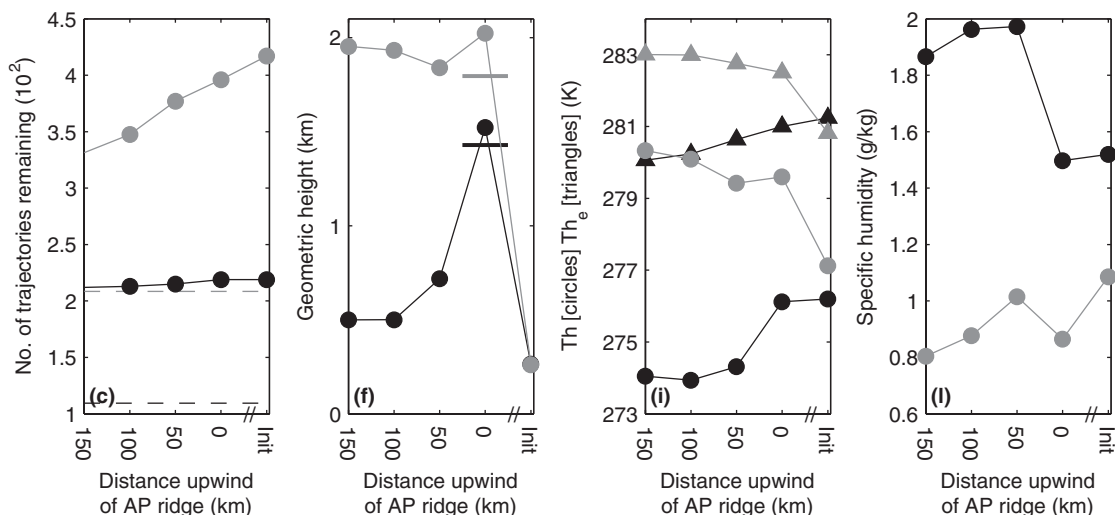 No. of trajectories remaining (10²)
4.5
4
3.5
3
2.5
2
1.5
1
(c)
150
100
50
0
//
Init
Distance upwind
of AP ridge (km)
Geometric height (km)
2
1
0
(f)
150
100
50
0
//
Init
Distance upwind
of AP ridge (km)
Th [circles] Th_e [triangles] (K)
283
281
279
277
275
273
(i)
150
100
50
0
//
Init
Distance upwind
of AP ridge (km)
Specific humidity (g/kg)
2
1.8
1.6
1.4
1.2
1
0.8
0.6
(l)
150
100
50
0
//
Init
Distance upwind
of AP ridge (km)